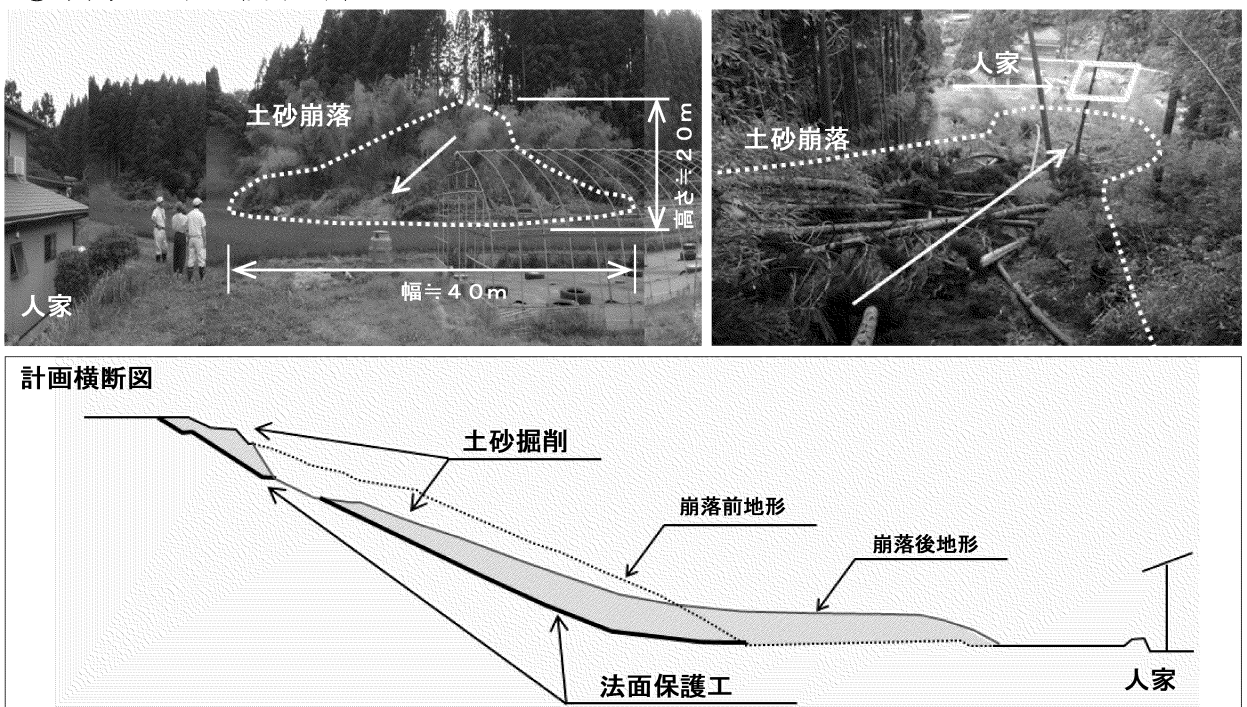 土砂崩落
高さ≒20m
幅≒40m
人家
人家
土砂崩落
計画横断図
土砂掘削
崩落前地形
崩落後地形
法面保護工
人家